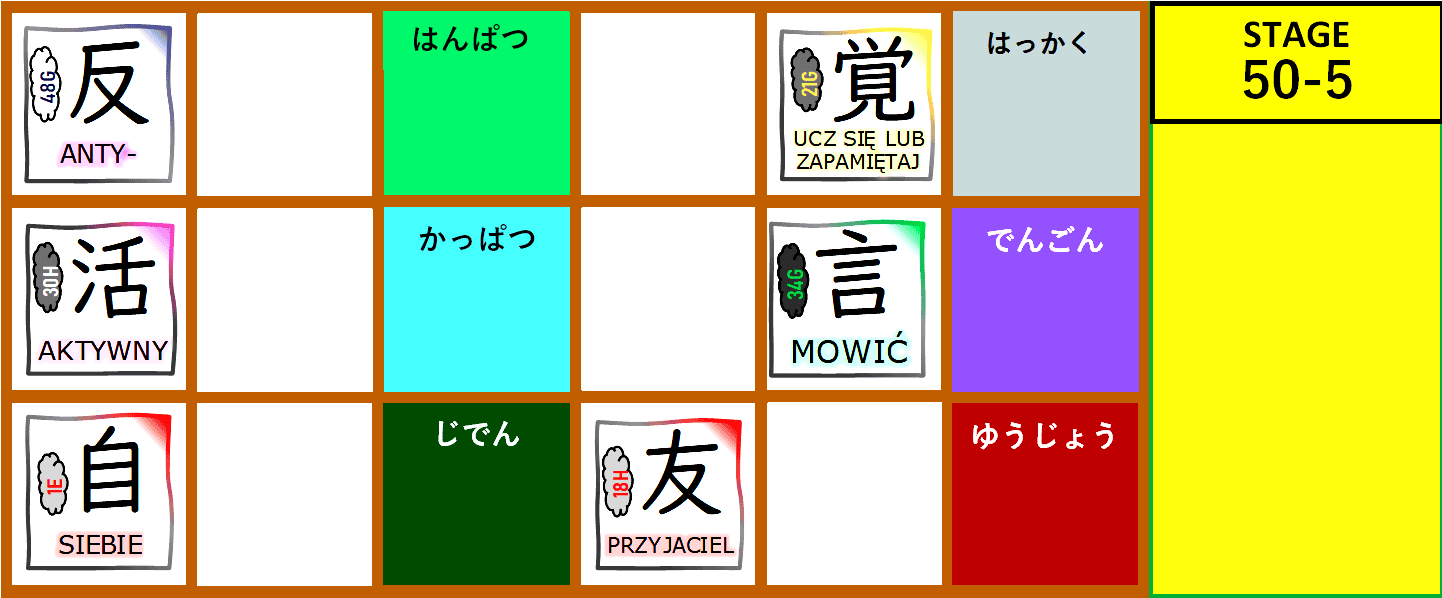 反
48G
ANTY-
はんぱつ
覚
21G
UCZ SIĘ LUB
ZAPAMIĘTAJ
はっかく
STAGE
50-5
活
30H
AKTYWNY
かっぱつ
言
34G
MOWIĆ
でんごん
自
1E
SIEBIE
じでん
友
18H
PRZYJACIEL
ゆうじょう